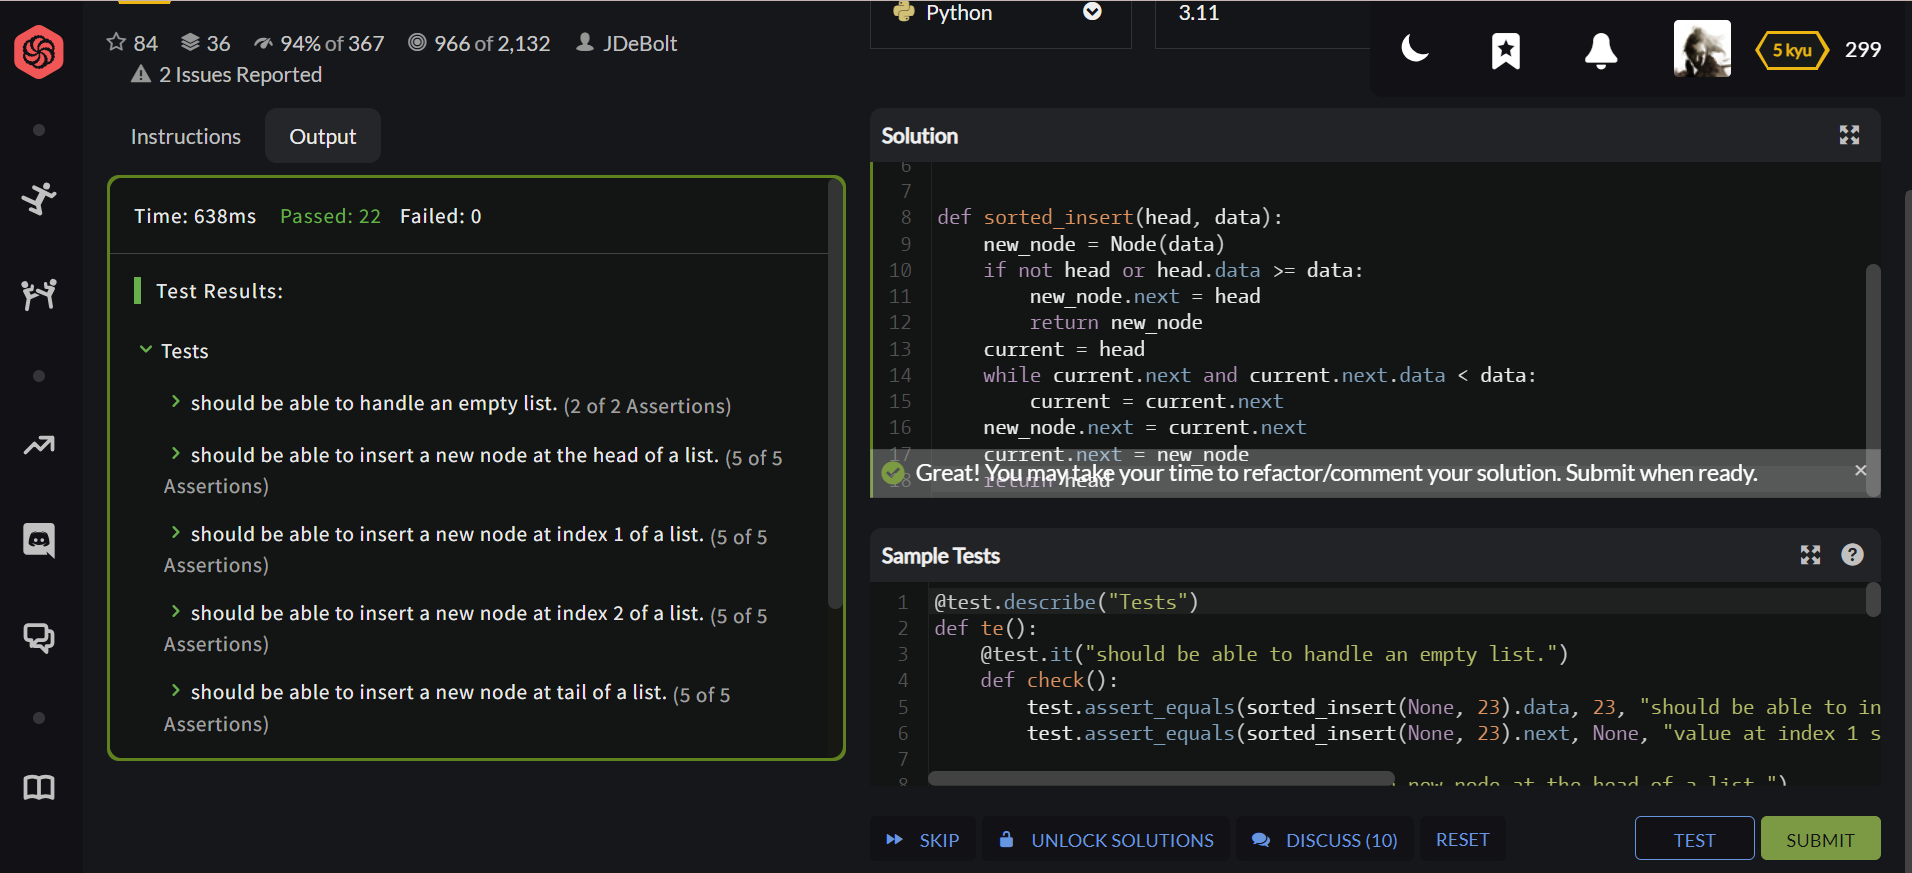 84 36 94% of 367 966 of 2,132 JDeBolt
2 Issues Reported
Python
3.11
5 kyu 299
Instructions Output
Time: 638ms Passed: 22 Failed: 0
Test Results:
Tests
should be able to handle an empty list. (2 of 2 Assertions)
should be able to insert a new node at the head of a list. (5 of 5
Assertions)
should be able to insert a new node at index 1 of a list. (5 of 5
Assertions)
should be able to insert a new node at index 2 of a list. (5 of 5
Assertions)
should be able to insert a new node at tail of a list. (5 of 5
Assertions)
Solution
6
7
8 def sorted_insert(head, data):
9 new_node = Node(data)
10 if not head or head.data >= data:
11 new_node.next = head
12 return new_node
13 current = head
14 while current.next and current.next.data < data:
15 current = current.next
16 new_node.next = current.next
17 current.next = new_node
18 return head
Great! You may take your time to refactor/comment your solution. Submit when ready.
Sample Tests
1 @test.describe("Tests")
2 def te():
3 @test.it("should be able to handle an empty list.")
4 def check():
5 test.assert_equals(sorted_insert(None, 23).data, 23, "should be able to in
6 test.assert_equals(sorted_insert(None, 23).next, None, "value at index 1 s
7
8 new node at the head of a list.")
SKIP UNLOCK SOLUTIONS DISCUSS (10) RESET TEST SUBMIT